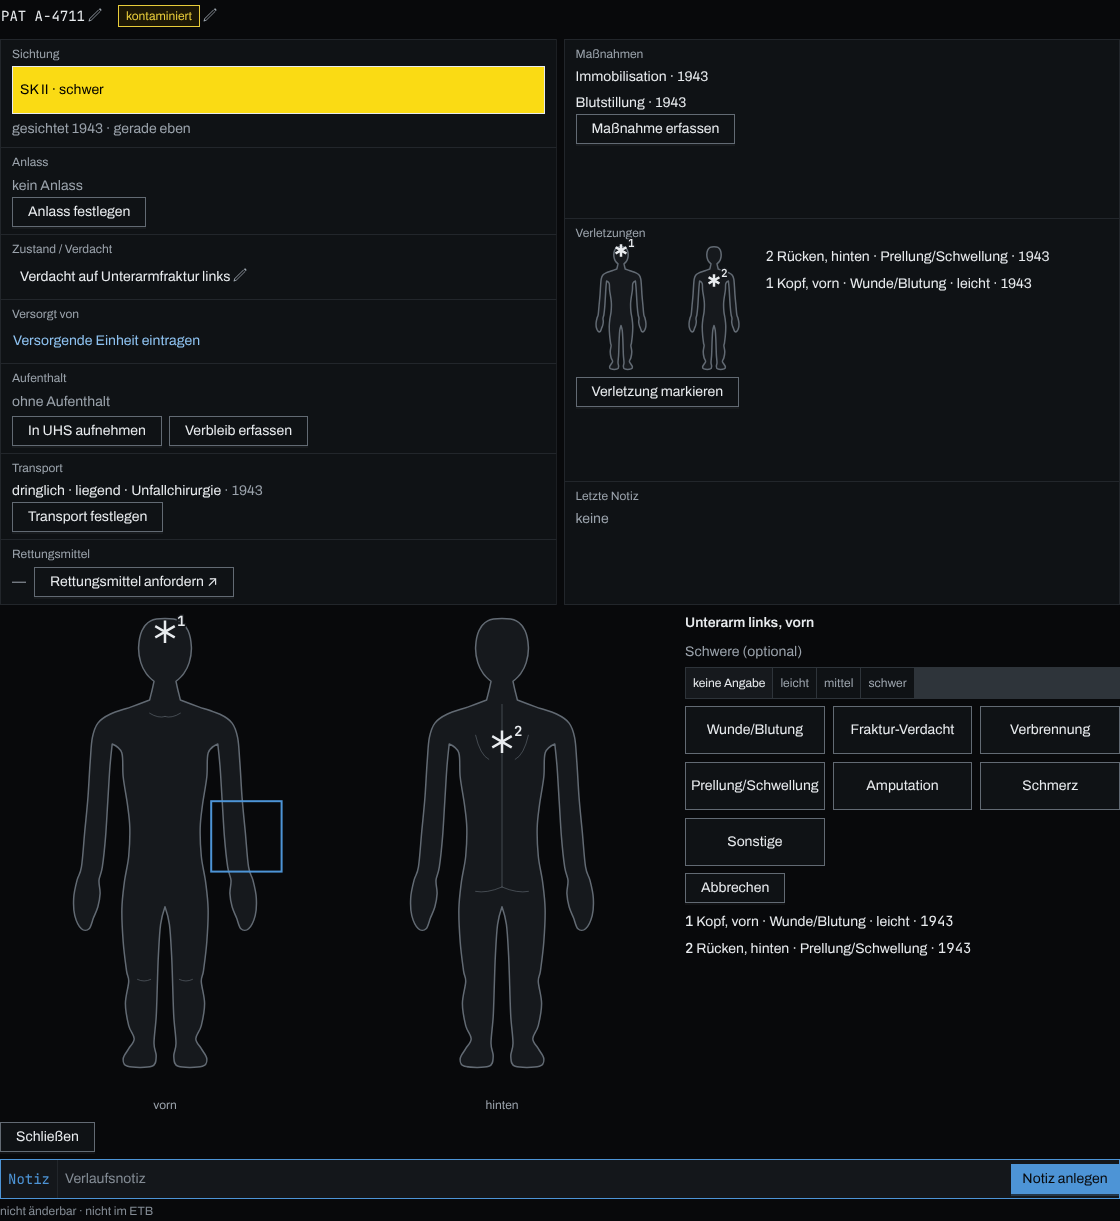 PAT A-4711
kontaminiert
Sichtung
SK II · schwer
gesichtet 1943 · gerade eben
Anlass
kein Anlass
Anlass festlegen
Zustand / Verdacht
Verdacht auf Unterarmfraktur links
Versorgt von
Versorgende Einheit eintragen
Aufenthalt
ohne Aufenthalt
In UHS aufnehmen
Verbleib erfassen
Transport
dringlich · liegend · Unfallchirurgie · 1943
Transport festlegen
Rettungsmittel
—
Rettungsmittel anfordern ↗
Maßnahmen
Immobilisation · 1943
Blutstillung · 1943
Maßnahme erfassen
Verletzungen
1
2
2 Rücken, hinten · Prellung/Schwellung · 1943
1 Kopf, vorn · Wunde/Blutung · leicht · 1943
Verletzung markieren
Letzte Notiz
keine
1
2
vorn
hinten
Unterarm links, vorn
Schwere (optional)
keine Angabe
leicht
mittel
schwer
Wunde/Blutung
Fraktur-Verdacht
Verbrennung
Prellung/Schwellung
Amputation
Schmerz
Sonstige
Abbrechen
1 Kopf, vorn · Wunde/Blutung · leicht · 1943
2 Rücken, hinten · Prellung/Schwellung · 1943
Schließen
Notiz
Verlaufsnotiz
Notiz anlegen
nicht änderbar · nicht im ETB